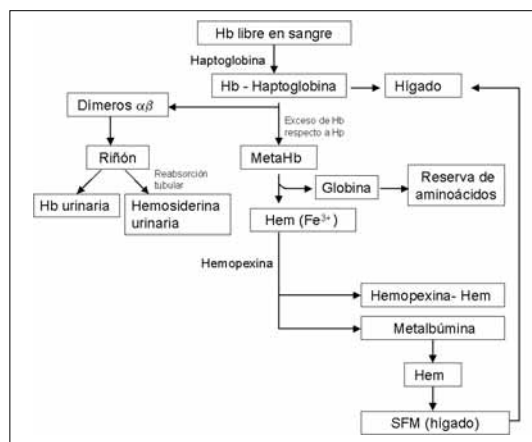 Hb libre en sangre
Haptoglobina
Hb - Haptoglobina
Hígado
Dimeros αβ
Exceso de Hb
respecto a Hp
Riñón
MetaHb
Reabsorción
tubular
Globina
Reserva de
aminoácidos
Hb urinaria
Hemosiderina
urinaria
Hem (Fe³⁺)
Hemopexina
Hemopexina- Hem
Metalbúmina
Hem
SFM (hígado)